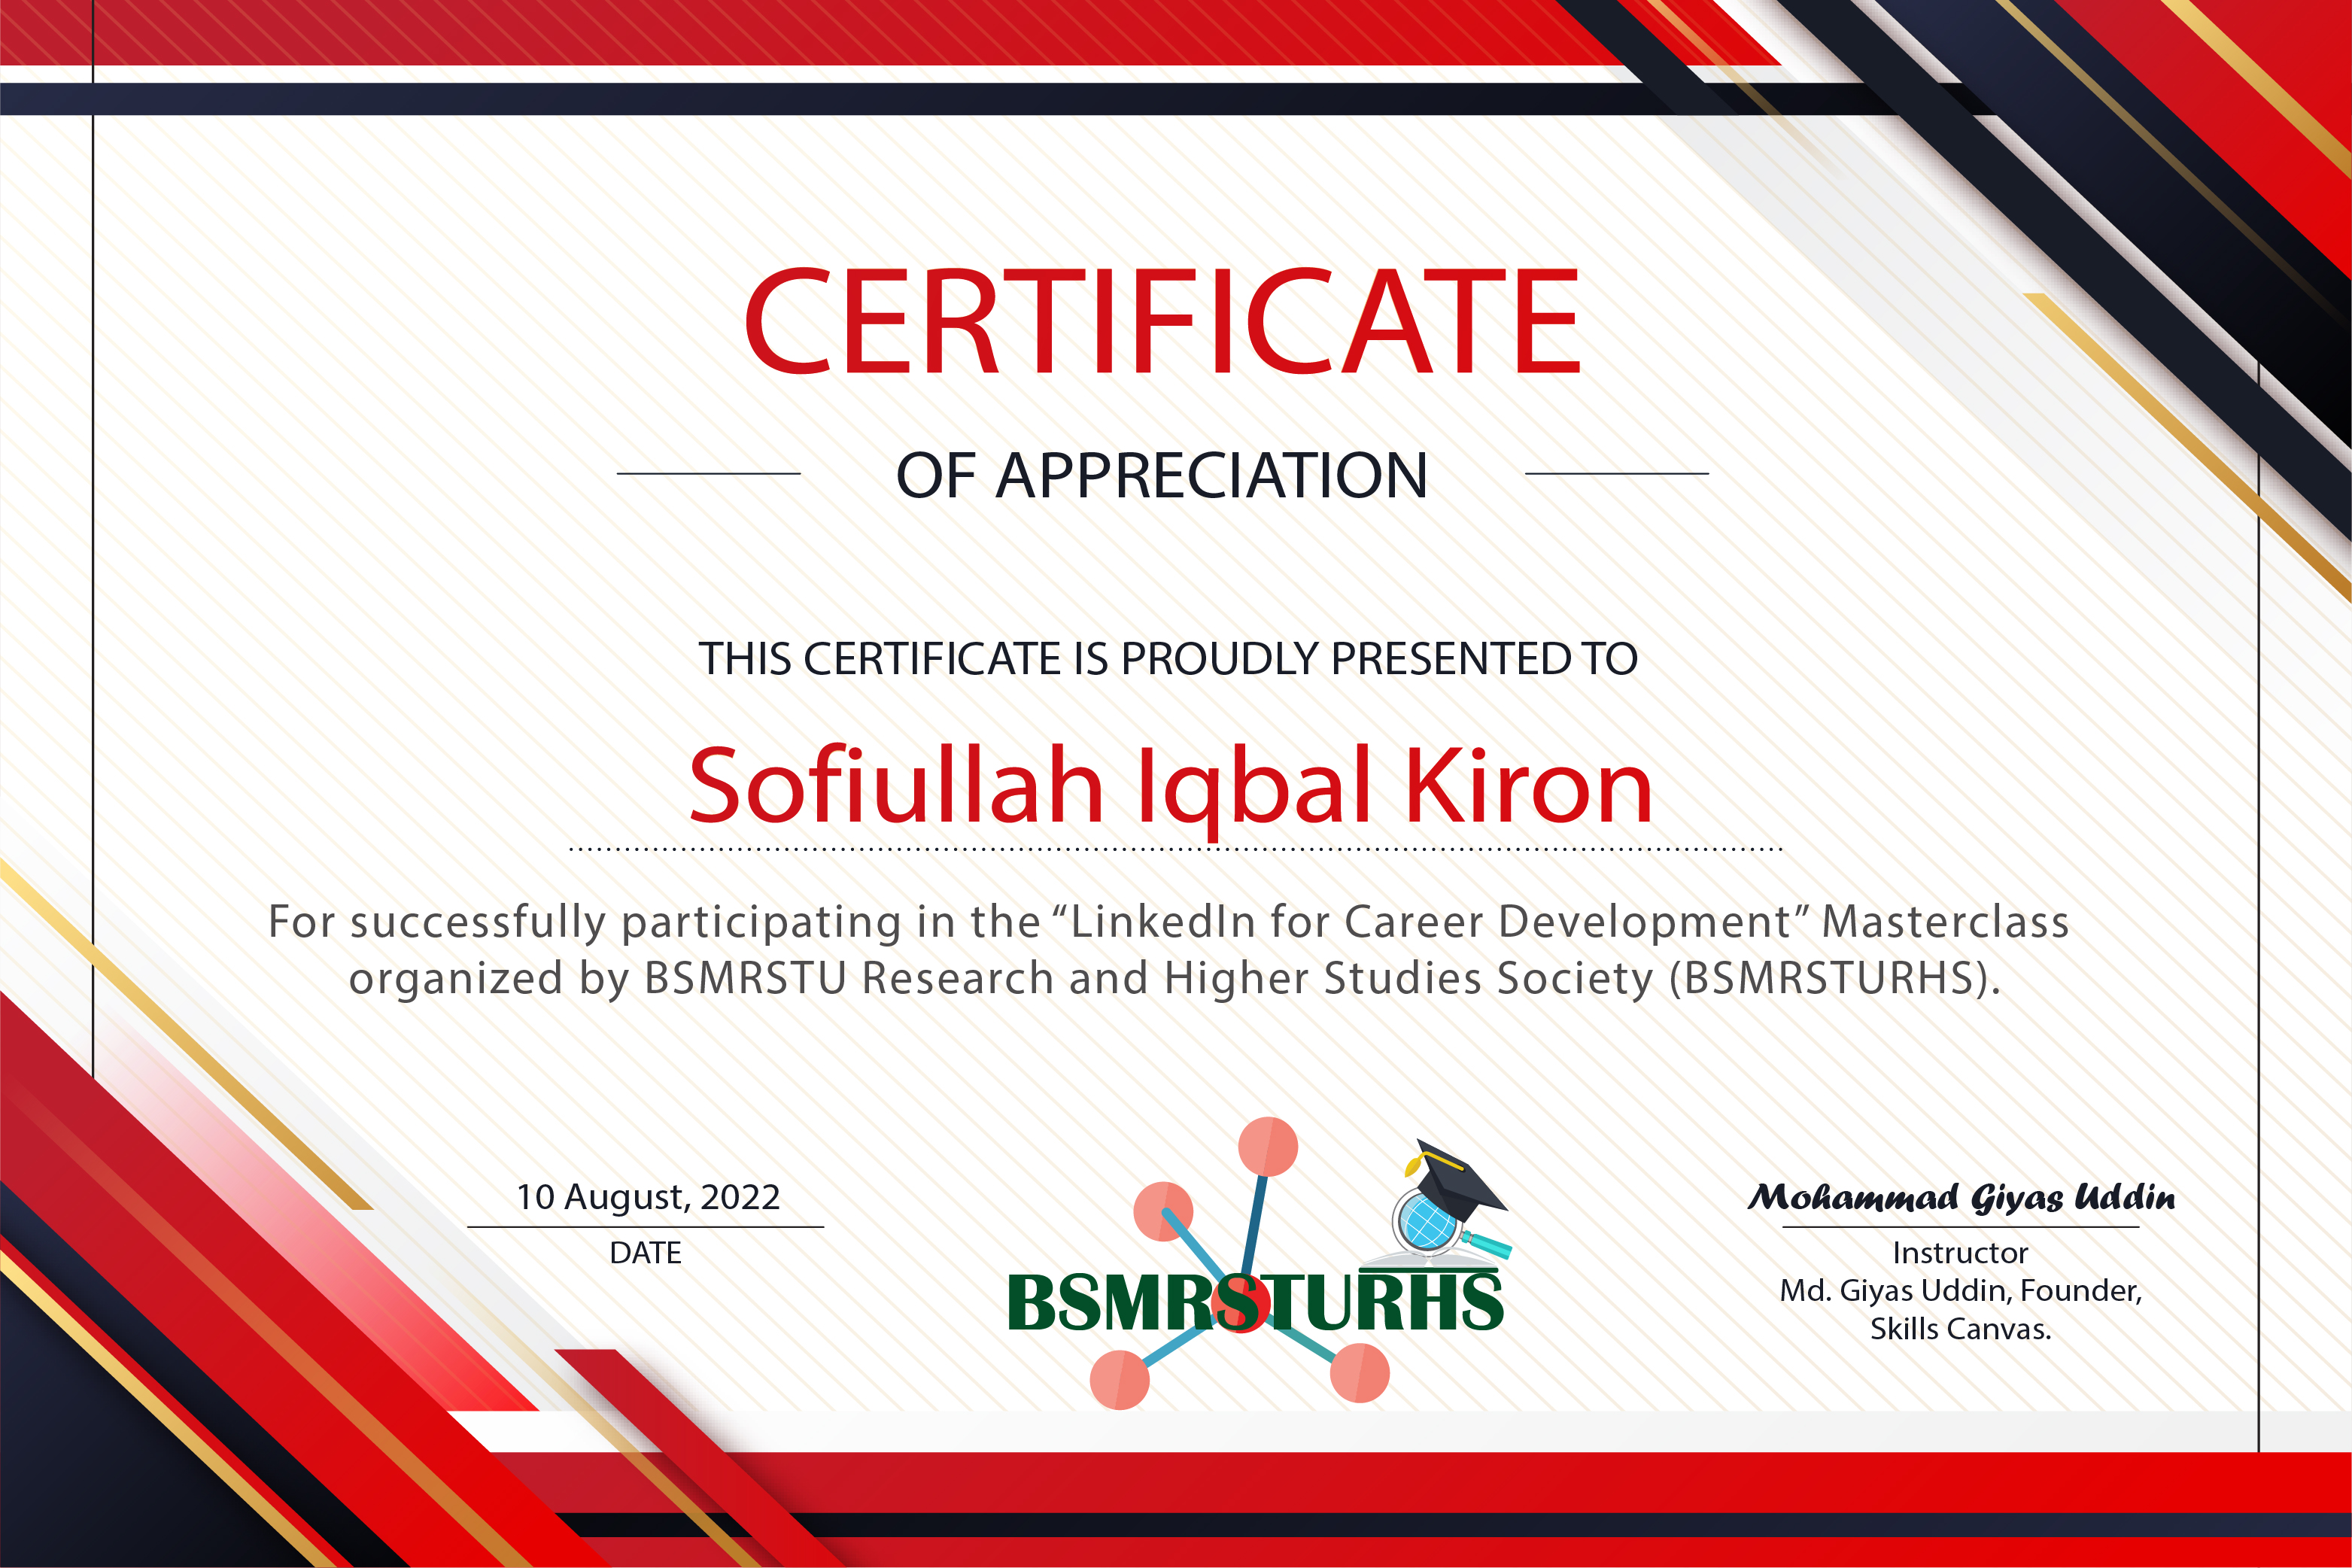 CERTIFICATE
OF APPRECIATION
THIS CERTIFICATE IS PROUDLY PRESENTED TO
Sofiullah Iqbal Kiron
For successfully participating in the “LinkedIn for Career Development” Masterclass
organized by BSMRSTU Research and Higher Studies Society (BSMRSTURHS).
10 August, 2022
DATE
BSMRSTURHS
Mohammad Giyas Uddin
Instructor
Md. Giyas Uddin, Founder,
Skills Canvas.